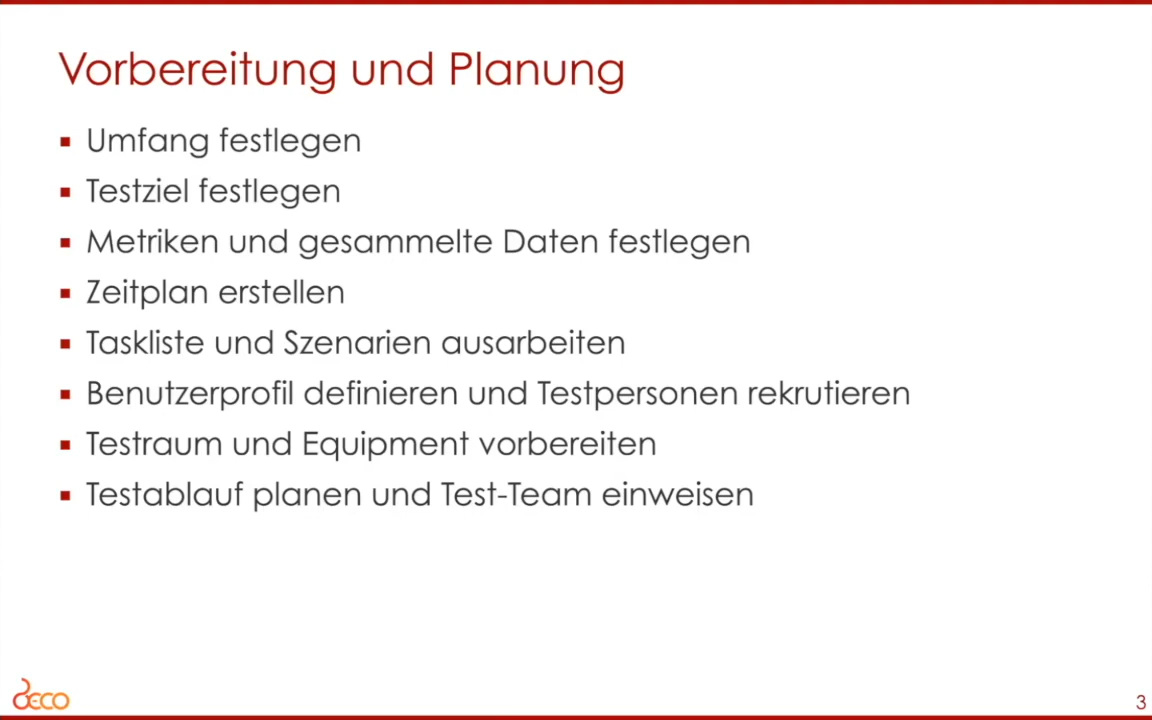 Vorbereitung und Planung
Umfang festlegen
Testziel festlegen
Metriken und gesammelte Daten festlegen
Zeitplan erstellen
Taskliste und Szenarien ausarbeiten
Benutzerprofil definieren und Testpersonen rekrutieren
Testraum und Equipment vorbereiten
Testablauf planen und Test-Team einweisen
DECO
3